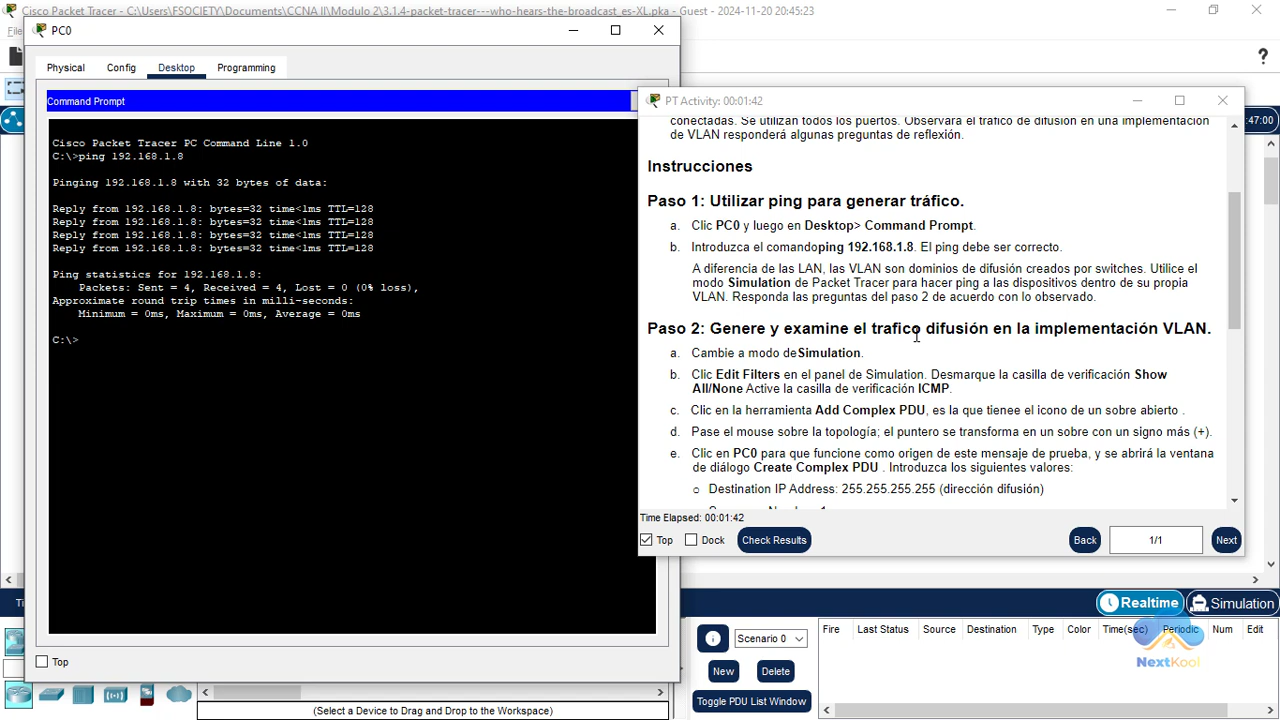 Cisco Packet Tracer - C:\Users\FSOCIETY\Documents\CCNA II\Modulo 2\3.1.4-packet-tracer---who-hears-the-broadcast_es-XL.pka - Guest - 2024-11-20 20:45:23
PC0
Physical Config Desktop Programming
Command Prompt
Cisco Packet Tracer PC Command Line 1.0
C:\>ping 192.168.1.8
Pinging 192.168.1.8 with 32 bytes of data:
Reply from 192.168.1.8: bytes=32 time<1ms TTL=128
Reply from 192.168.1.8: bytes=32 time<1ms TTL=128
Reply from 192.168.1.8: bytes=32 time<1ms TTL=128
Reply from 192.168.1.8: bytes=32 time<1ms TTL=128
Ping statistics for 192.168.1.8:
Packets: Sent = 4, Received = 4, Lost = 0 (0% loss),
Approximate round trip times in milli-seconds:
Minimum = 0ms, Maximum = 0ms, Average = 0ms
C:\>
Top
PT Activity: 00:01:42
conectadas. Se utilizan todos los puertos. Observará el tráfico de difusión en una implementación
de VLAN responderá algunas preguntas de reflexión.
Instrucciones
Paso 1: Utilizar ping para generar tráfico.
a. Clic PC0 y luego en Desktop> Command Prompt.
b. Introduzca el comandoping 192.168.1.8. El ping debe ser correcto.
A diferencia de las LAN, las VLAN son dominios de difusión creados por switches. Utilice el
modo Simulation de Packet Tracer para hacer ping a las dispositivos dentro de su propia
VLAN. Responda las preguntas del paso 2 de acuerdo con lo observado.
Paso 2: Genere y examine el trafico difusión en la implementación VLAN.
a. Cambie a modo deSimulation.
b. Clic Edit Filters en el panel de Simulation. Desmarque la casilla de verificación Show
All/None Active la casilla de verificación ICMP.
c. Clic en la herramienta Add Complex PDU, es la que tienee el icono de un sobre abierto .
d. Pase el mouse sobre la topología; el puntero se transforma en un sobre con un signo más (+).
e. Clic en PC0 para que funcione como origen de este mensaje de prueba, y se abrirá la ventana
de diálogo Create Complex PDU . Introduzca los siguientes valores:
o Destination IP Address: 255.255.255.255 (dirección difusión)
Time Elapsed: 00:01:42
Top Dock Check Results Back 1/1 Next
:47:00
Realtime Simulation
Scenario 0
New Delete
Toggle PDU List Window
Fire Last Status Source Destination Type Color Time(sec) Periodic Num Edit
NextKool
(Select a Device to Drag and Drop to the Workspace)